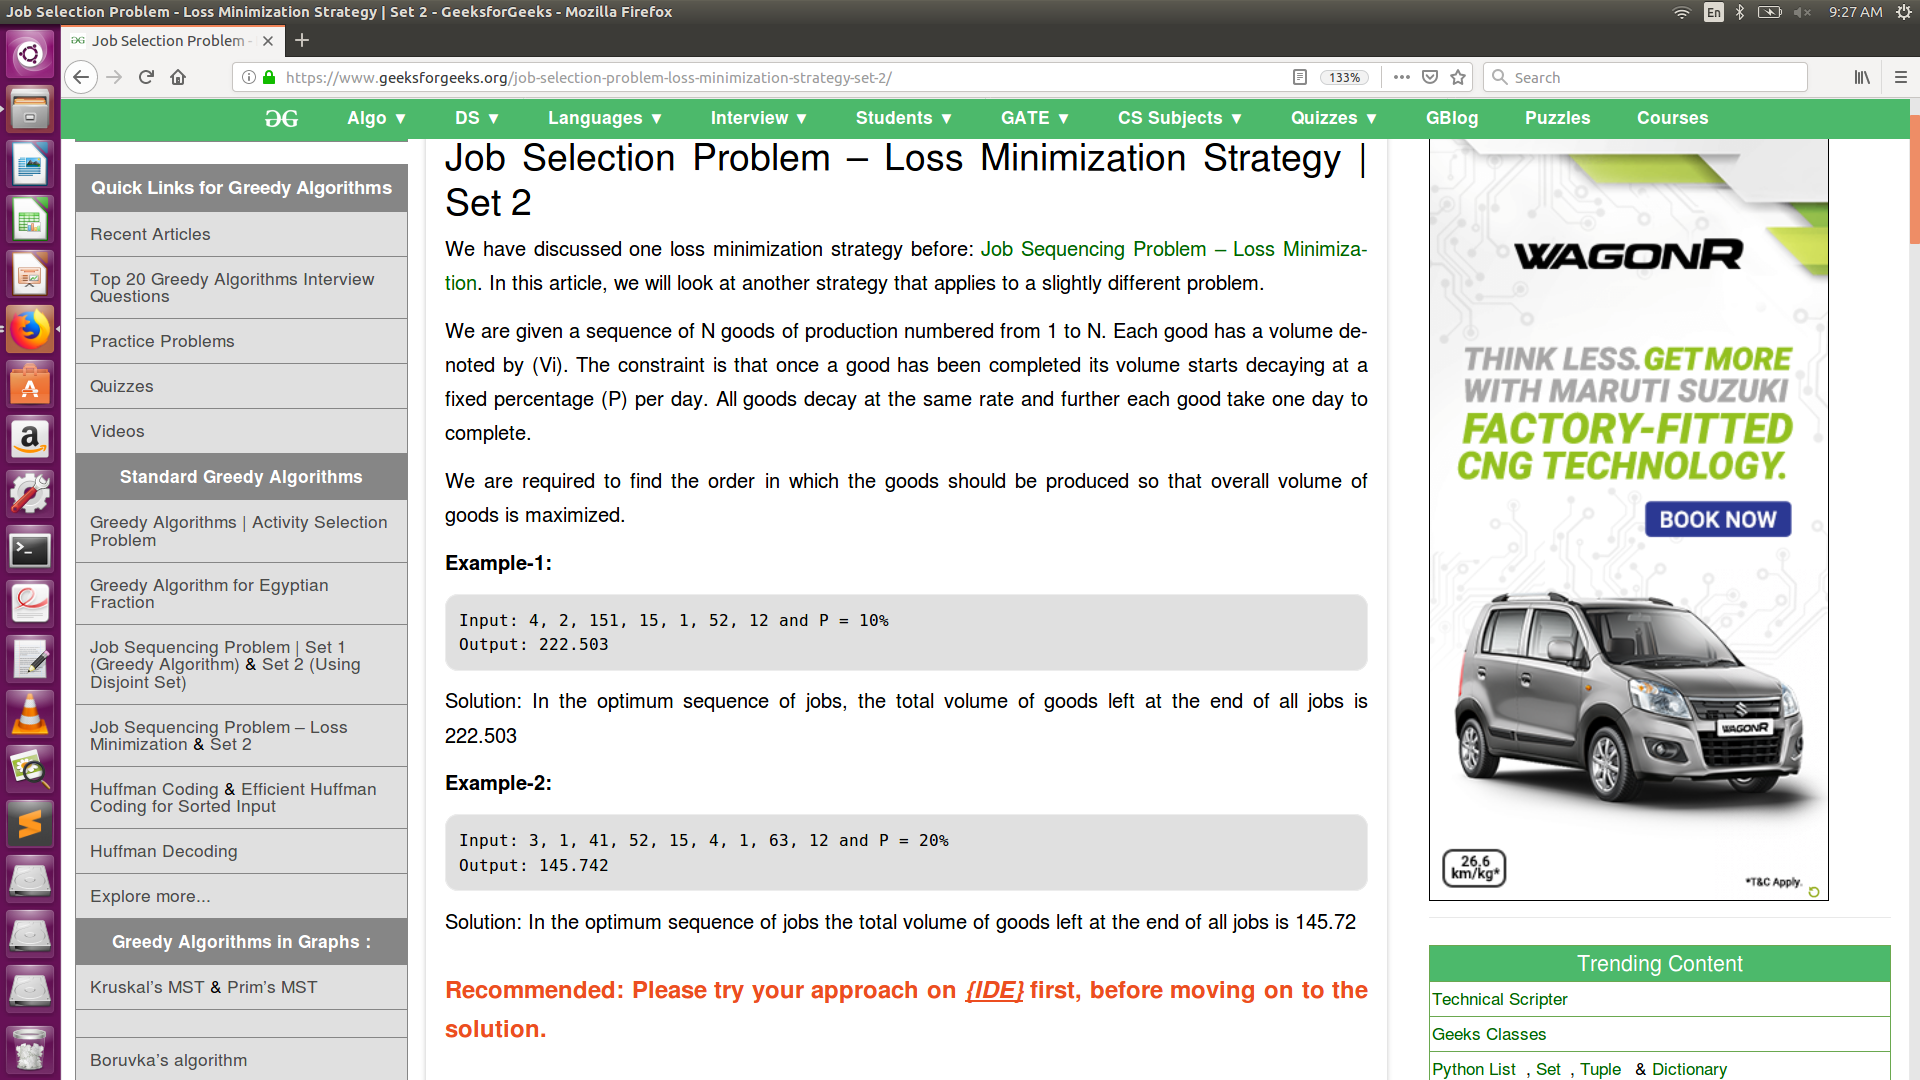 Job Selection Problem - Loss Minimization Strategy | Set 2 - GeeksforGeeks - Mozilla Firefox
En
9:27 AM
Job Selection Problem -
https://www.geeksforgeeks.org/job-selection-problem-loss-minimization-strategy-set-2/
133%
Search
Algo ▼ DS ▼ Languages ▼ Interview ▼ Students ▼ GATE ▼ CS Subjects ▼ Quizzes ▼ GBlog Puzzles Courses
Quick Links for Greedy Algorithms
Recent Articles
Top 20 Greedy Algorithms Interview
Questions
Practice Problems
Quizzes
Videos
Standard Greedy Algorithms
Greedy Algorithms | Activity Selection
Problem
Greedy Algorithm for Egyptian
Fraction
Job Sequencing Problem | Set 1
(Greedy Algorithm) & Set 2 (Using
Disjoint Set)
Job Sequencing Problem – Loss
Minimization & Set 2
Huffman Coding & Efficient Huffman
Coding for Sorted Input
Huffman Decoding
Explore more...
Greedy Algorithms in Graphs :
Kruskal's MST & Prim's MST
Boruvka's algorithm
Job Selection Problem – Loss Minimization Strategy |
Set 2
We have discussed one loss minimization strategy before: Job Sequencing Problem – Loss Minimiza-
tion. In this article, we will look at another strategy that applies to a slightly different problem.
We are given a sequence of N goods of production numbered from 1 to N. Each good has a volume de-
noted by (Vi). The constraint is that once a good has been completed its volume starts decaying at a
fixed percentage (P) per day. All goods decay at the same rate and further each good take one day to
complete.
We are required to find the order in which the goods should be produced so that overall volume of
goods is maximized.
Example-1:
Input: 4, 2, 151, 15, 1, 52, 12 and P = 10%
Output: 222.503
Solution: In the optimum sequence of jobs, the total volume of goods left at the end of all jobs is
222.503
Example-2:
Input: 3, 1, 41, 52, 15, 4, 1, 63, 12 and P = 20%
Output: 145.742
Solution: In the optimum sequence of jobs the total volume of goods left at the end of all jobs is 145.72
Recommended: Please try your approach on {IDE} first, before moving on to the
solution.
WAGONR
THINK LESS. GET MORE
WITH MARUTI SUZUKI
FACTORY-FITTED
CNG TECHNOLOGY.
BOOK NOW
WAGONR
26.6
km/kg*
*T&C Apply.
Trending Content
Technical Scripter
Geeks Classes
Python List , Set , Tuple & Dictionary